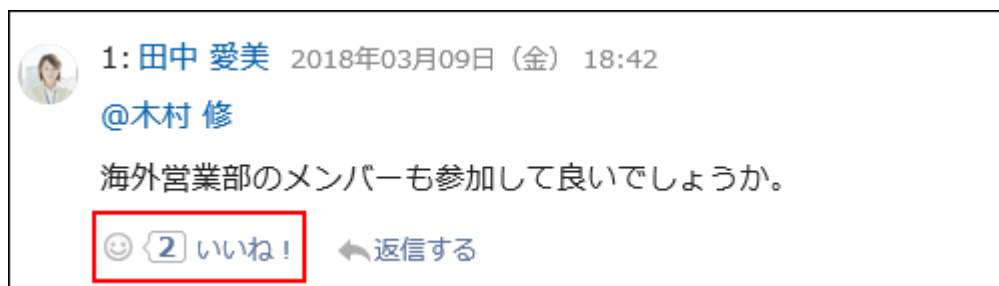 1: 田中 愛美 2018年03月09日（金） 18:42
@木村 修
海外営業部のメンバーも参加して良いでしょうか。
2 いいね！ 返信する